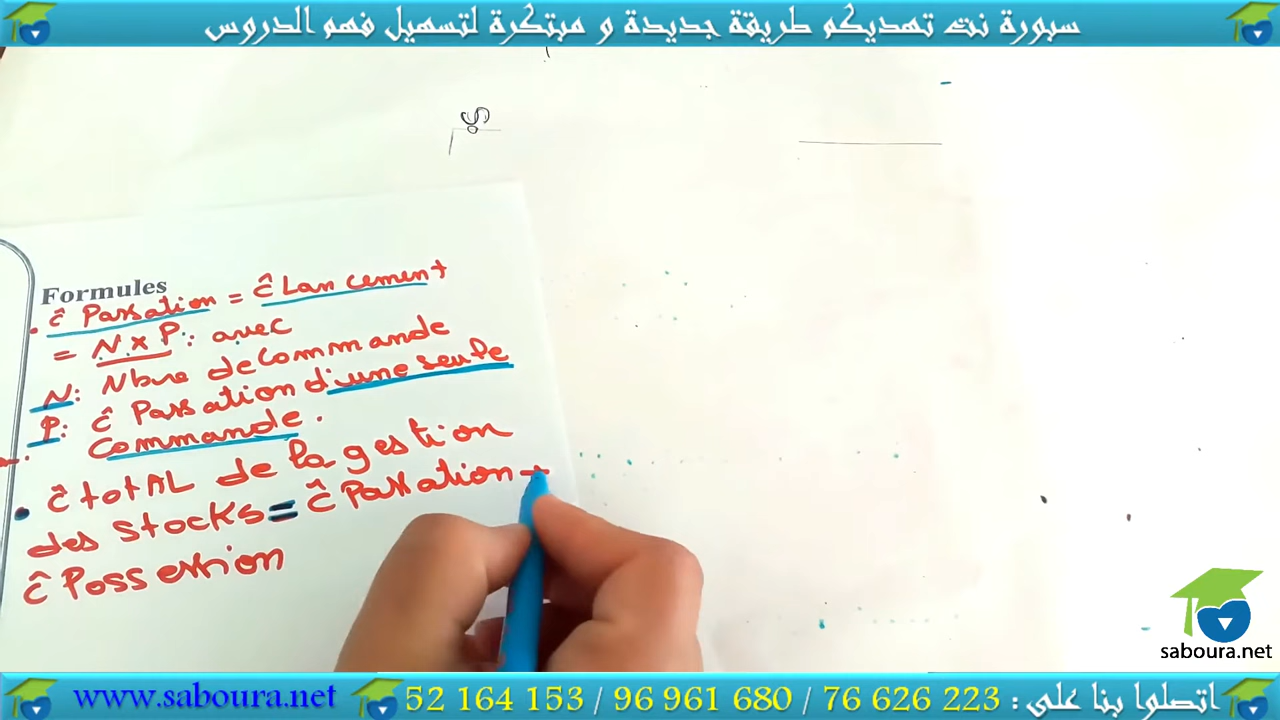 سبورة نت تهديكم طريقة جديدة و مبتكرة لتسهيل فهم الدروس
Formules
• ĉ Passation = ĉ Lancement
= N x P : avec
N : Nbre de Commande
P : ĉ Passation d'une seule
Commande.
• ĉ totAL de la gestion
des Stocks = ĉ Passation +
ĉ Possession
saboura.net
www.saboura.net
52 164 153 / 96 961 680 / 76 626 223 : اتصلوا بنا على